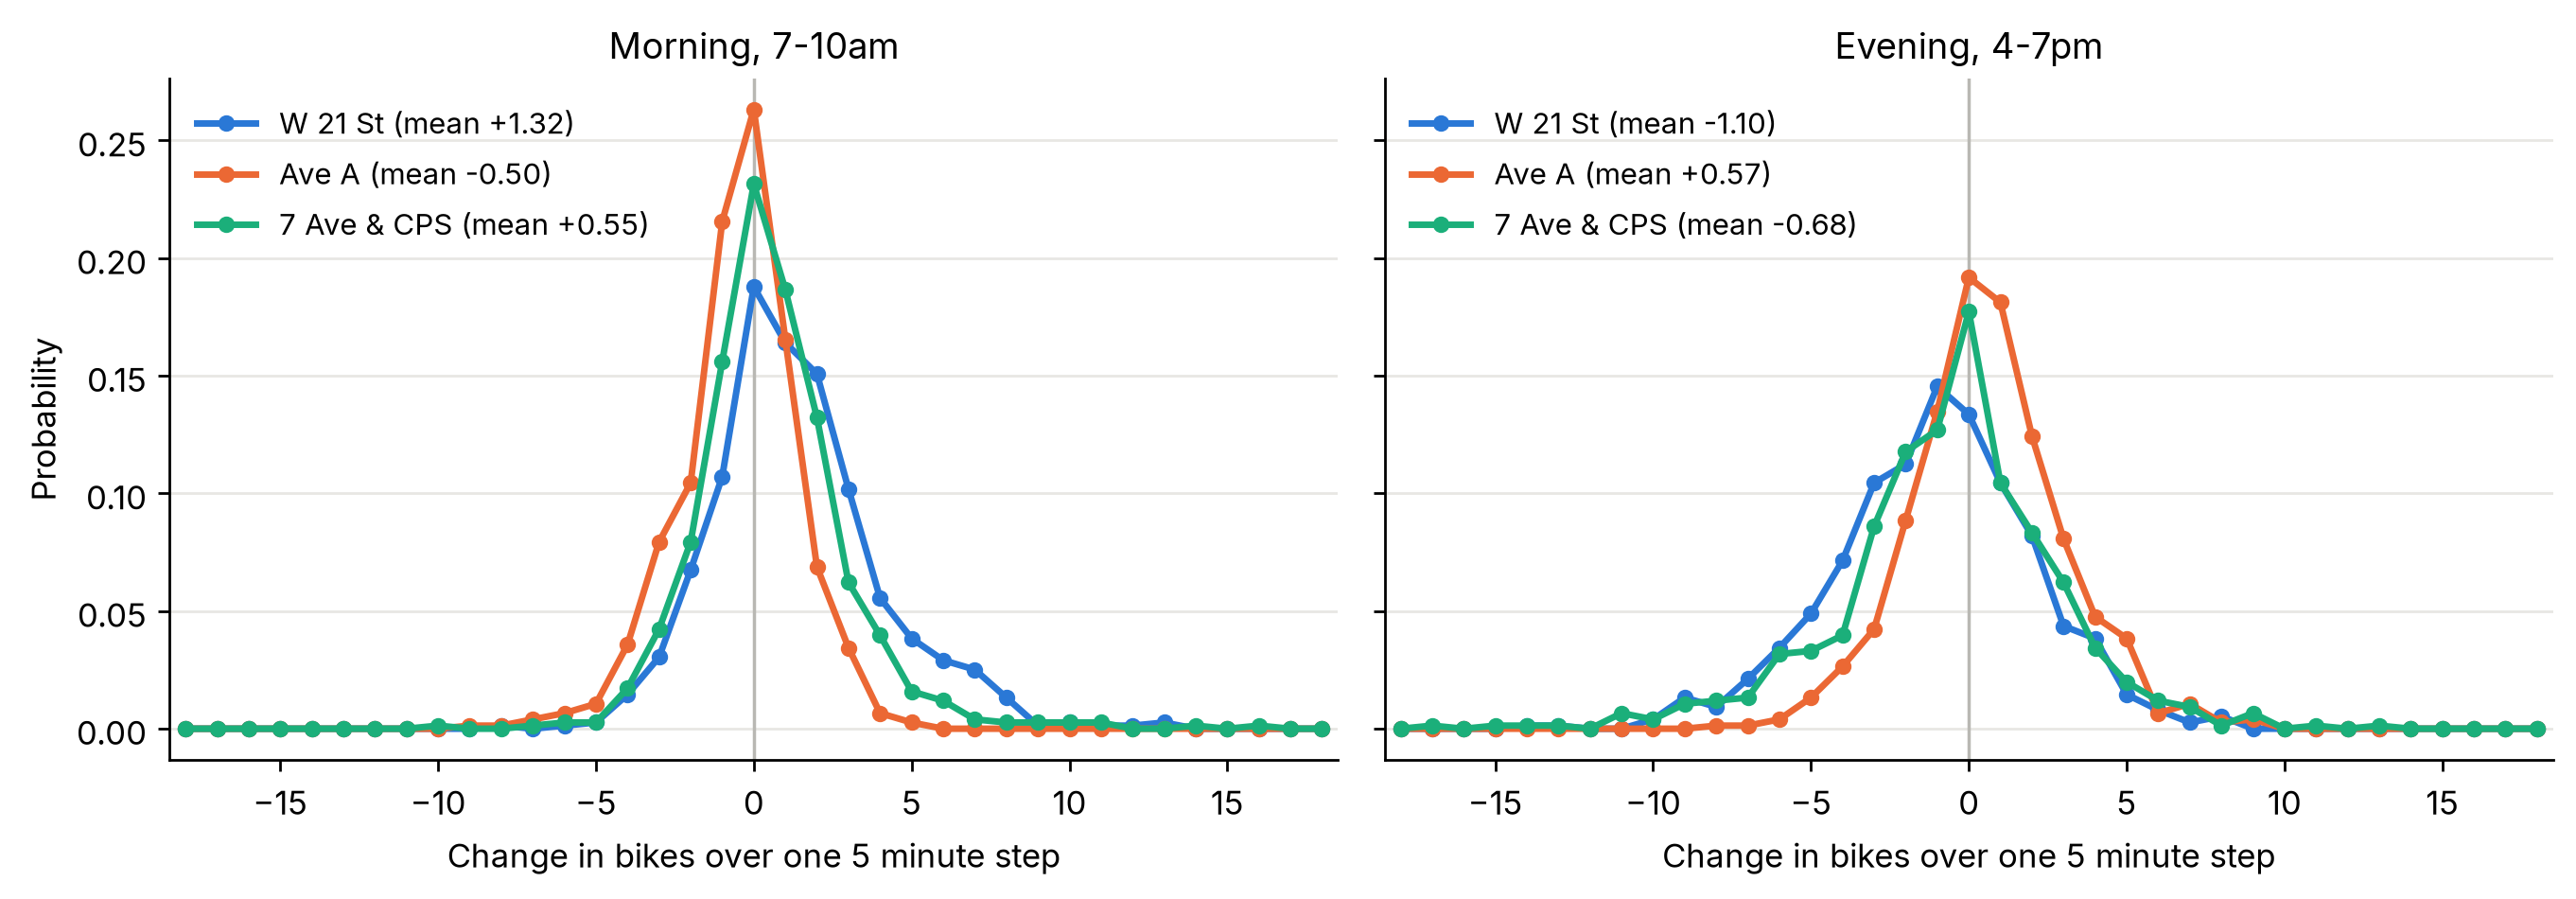 Morning, 7-10am
W 21 St (mean +1.32)
Ave A (mean -0.50)
7 Ave & CPS (mean +0.55)
Probability
0.25
0.20
0.15
0.10
0.05
0.00
−15 −10 −5 0 5 10 15
Change in bikes over one 5 minute step
Evening, 4-7pm
W 21 St (mean -1.10)
Ave A (mean +0.57)
7 Ave & CPS (mean -0.68)
−15 −10 −5 0 5 10 15
Change in bikes over one 5 minute step